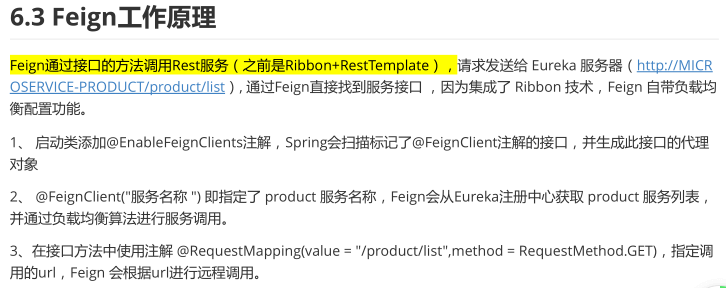 6.3 Feign工作原理
Feign通过接口的方法调用Rest服务（之前是Ribbon+RestTemplate），请求发送给 Eureka 服务器（http://MICR
OSERVICE-PRODUCT/product/list）, 通过Feign直接找到服务接口 ，因为集成了 Ribbon 技术，Feign 自带负载均
衡配置功能。
1、 启动类添加@EnableFeignClients注解，Spring会扫描标记了@FeignClient注解的接口，并生成此接口的代理
对象
2、 @FeignClient("服务名称 ") 即指定了 product 服务名称，Feign会从Eureka注册中心获取 product 服务列表，
并通过负载均衡算法进行服务调用。
3、在接口方法中使用注解 @RequestMapping(value = "/product/list",method = RequestMethod.GET)，指定调
用的url，Feign 会根据url进行远程调用。